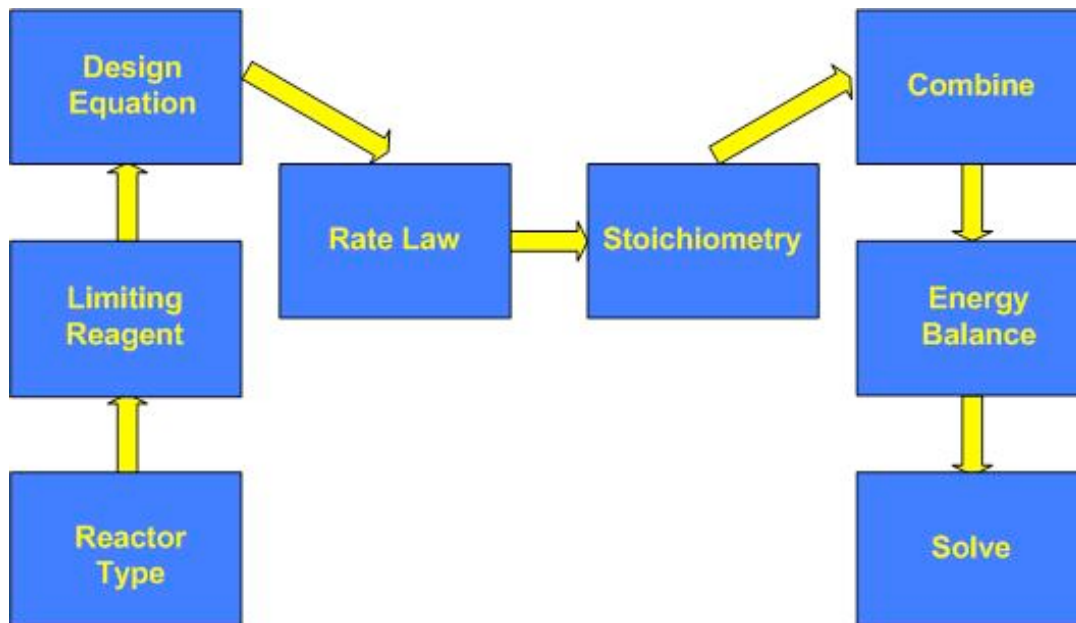 Design
Equation
Combine
Rate Law
Stoichiometry
Limiting
Reagent
Energy
Balance
Reactor
Type
Solve